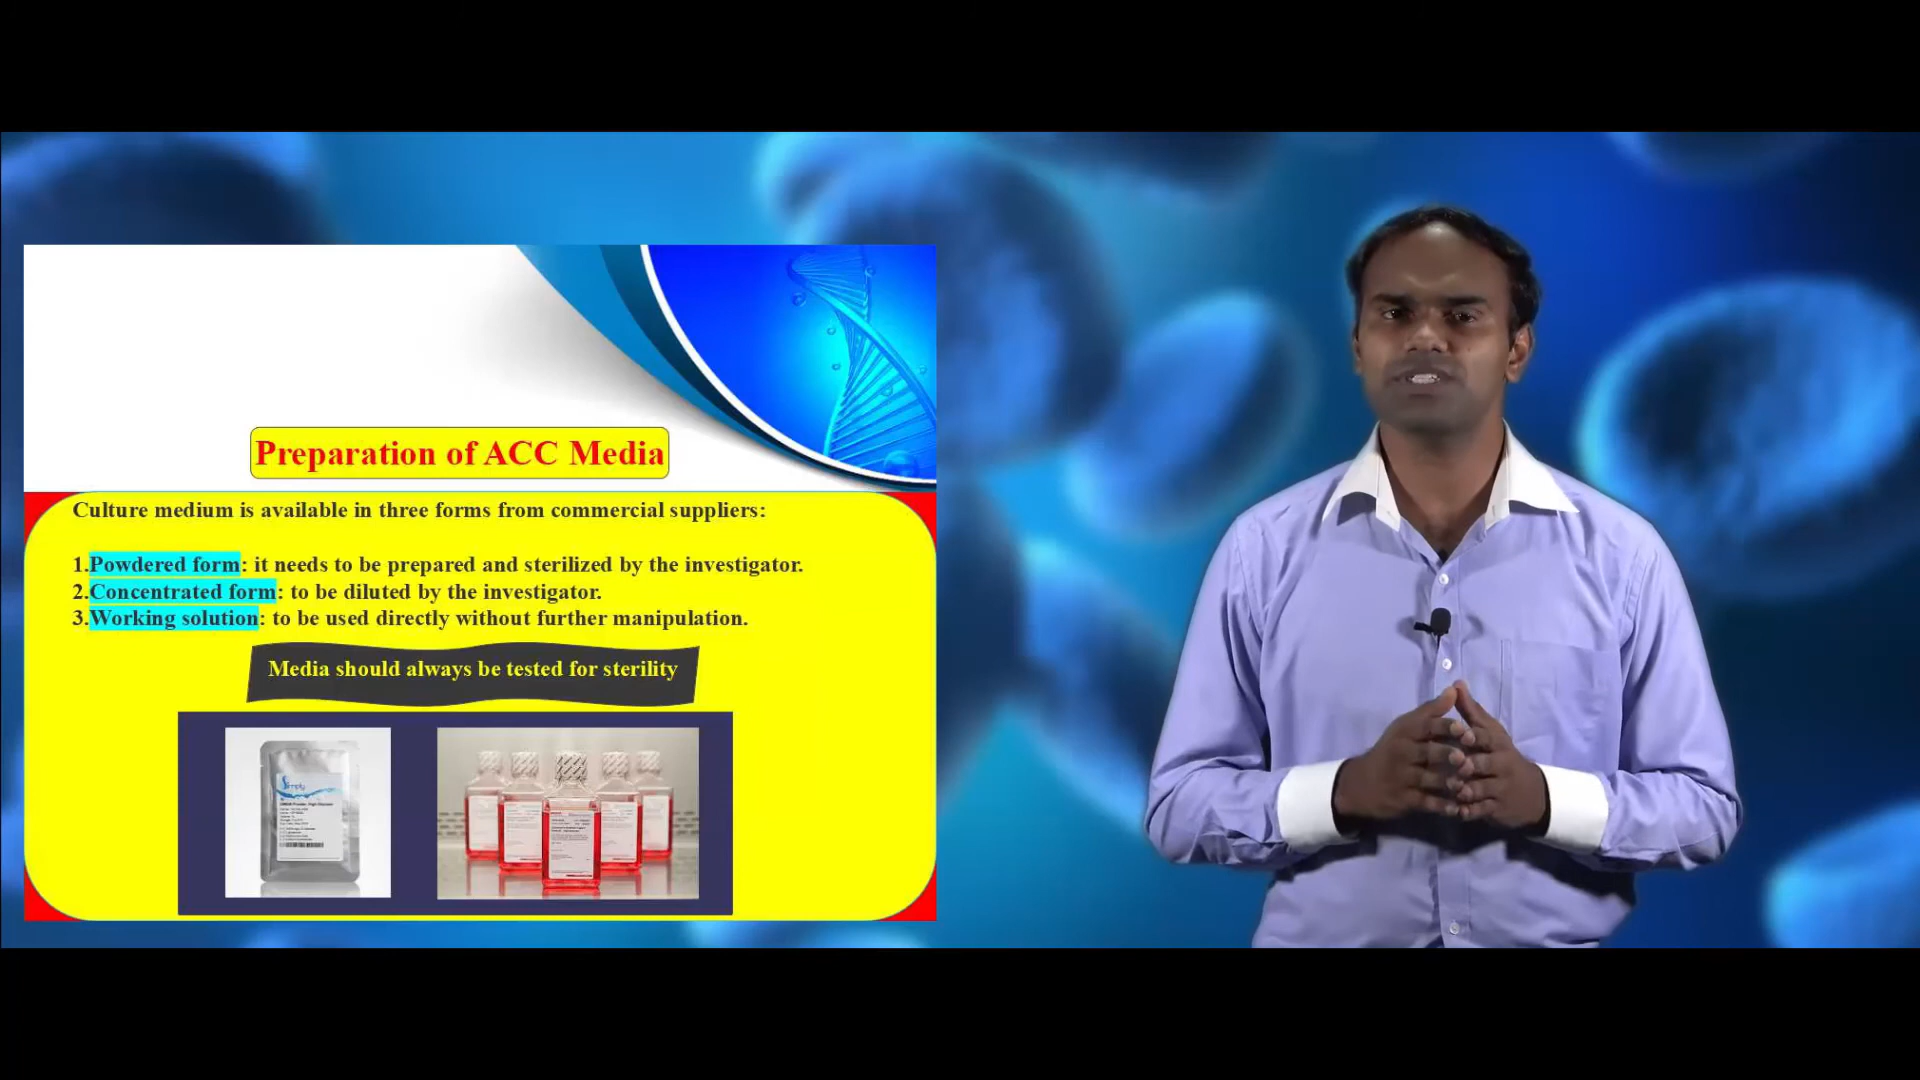 Preparation of ACC Media
Culture medium is available in three forms from commercial suppliers:
1.Powdered form: it needs to be prepared and sterilized by the investigator.
2.Concentrated form: to be diluted by the investigator.
3.Working solution: to be used directly without further manipulation.
Media should always be tested for sterility
Simply